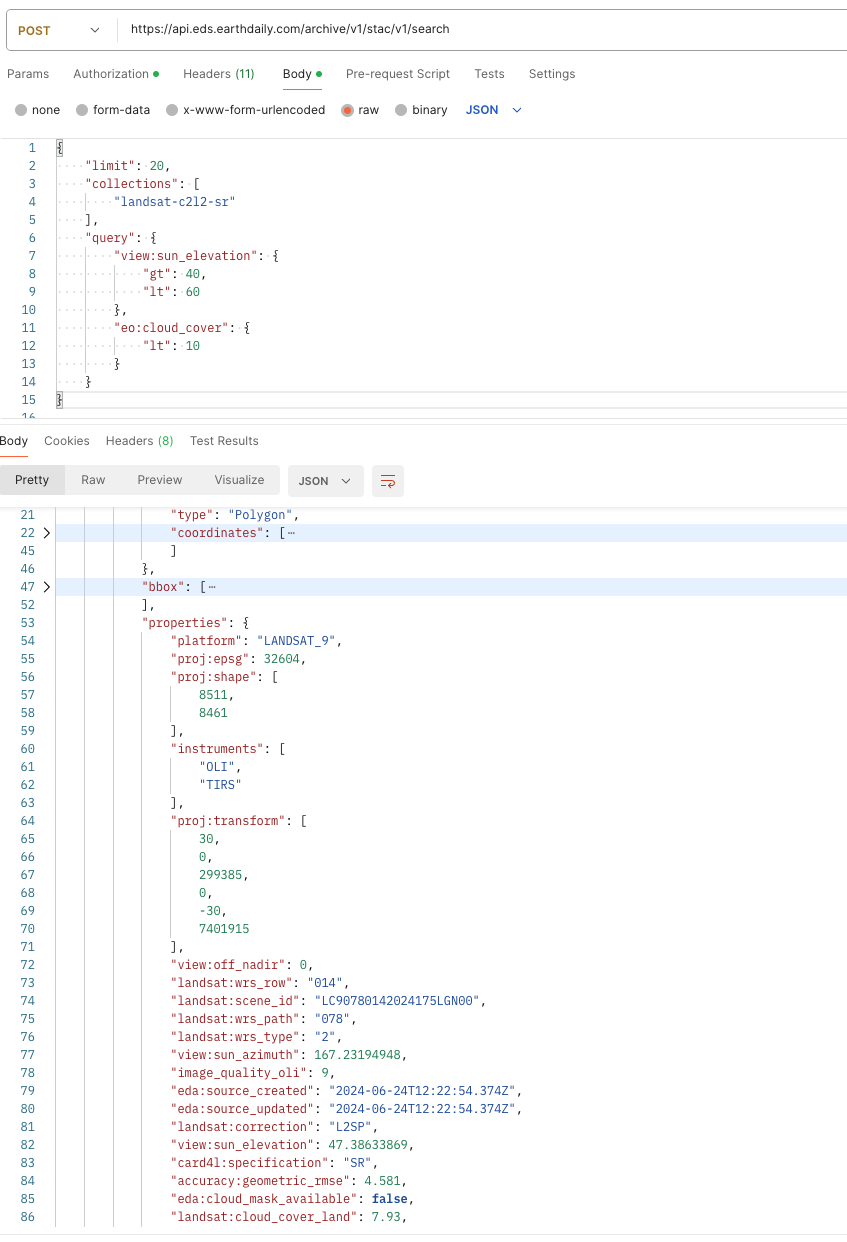 POST https://api.eds.earthdaily.com/archive/v1/stac/v1/search
Params Authorization Headers (11) Body Pre-request Script Tests Settings
none form-data x-www-form-urlencoded raw binary JSON
1 {
2 "limit": 20,
3 "collections": [
4 "landsat-c2l2-sr"
5 ],
6 "query": {
7 "view:sun_elevation": {
8 "gt": 40,
9 "lt": 60
10 },
11 "eo:cloud_cover": {
12 "lt": 10
13 }
14 }
15 }
16
Body Cookies Headers (8) Test Results
Pretty Raw Preview Visualize JSON
21 "type": "Polygon",
22 "coordinates": [⋯
45 ]
46 },
47 "bbox": [⋯
52 ],
53 "properties": {
54 "platform": "LANDSAT_9",
55 "proj:epsg": 32604,
56 "proj:shape": [
57 8511,
58 8461
59 ],
60 "instruments": [
61 "OLI",
62 "TIRS"
63 ],
64 "proj:transform": [
65 30,
66 0,
67 299385,
68 0,
69 -30,
70 7401915
71 ],
72 "view:off_nadir": 0,
73 "landsat:wrs_row": "014",
74 "landsat:scene_id": "LC90780142024175LGN00",
75 "landsat:wrs_path": "078",
76 "landsat:wrs_type": "2",
77 "view:sun_azimuth": 167.23194948,
78 "image_quality_oli": 9,
79 "eda:source_created": "2024-06-24T12:22:54.374Z",
80 "eda:source_updated": "2024-06-24T12:22:54.374Z",
81 "landsat:correction": "L2SP",
82 "view:sun_elevation": 47.38633869,
83 "card4l:specification": "SR",
84 "accuracy:geometric_rmse": 4.581,
85 "eda:cloud_mask_available": false,
86 "landsat:cloud_cover_land": 7.93,